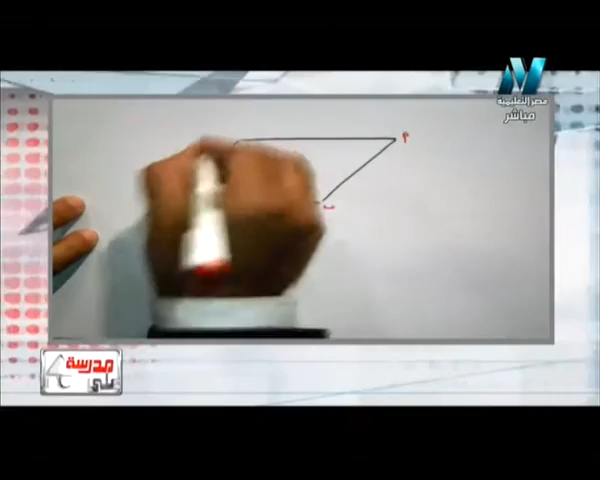 مصر التعليمية
مباشر
أ
ب
مدرسة
على